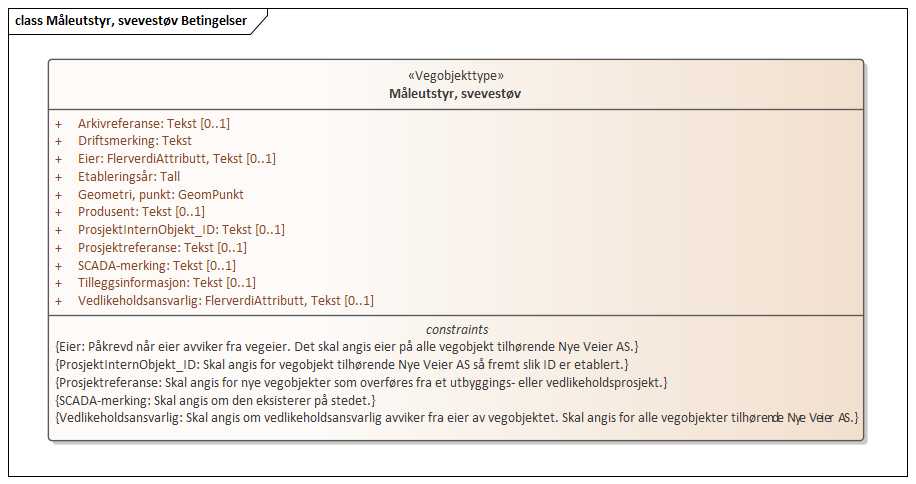 class Måleutstyr, svevestøv Betingelser
«Vegobjekttype»
Måleutstyr, svevestøv
+ Arkivreferanse: Tekst [0..1]
+ Driftsmerking: Tekst
+ Eier: FlerverdiAttributt, Tekst [0..1]
+ Etableringsår: Tall
+ Geometri, punkt: GeomPunkt
+ Produsent: Tekst [0..1]
+ ProsjektInternObjekt_ID: Tekst [0..1]
+ Prosjektreferanse: Tekst [0..1]
+ SCADA-merking: Tekst [0..1]
+ Tilleggsinformasjon: Tekst [0..1]
+ Vedlikeholdsansvarlig: FlerverdiAttributt, Tekst [0..1]
constraints
{Eier: Påkrevd når eier avviker fra vegeier. Det skal angis eier på alle vegobjekt tilhørende Nye Veier AS.}
{ProsjektInternObjekt_ID: Skal angis for vegobjekt tilhørende Nye Veier AS så fremt slik ID er etablert.}
{Prosjektreferanse: Skal angis for nye vegobjekter som overføres fra et utbyggings- eller vedlikeholdsprosjekt.}
{SCADA-merking: Skal angis om den eksisterer på stedet.}
{Vedlikeholdsansvarlig: Skal angis om vedlikeholdsansvarlig avviker fra eier av vegobjektet. Skal angis for alle vegobjekter tilhørende Nye Veier AS.}